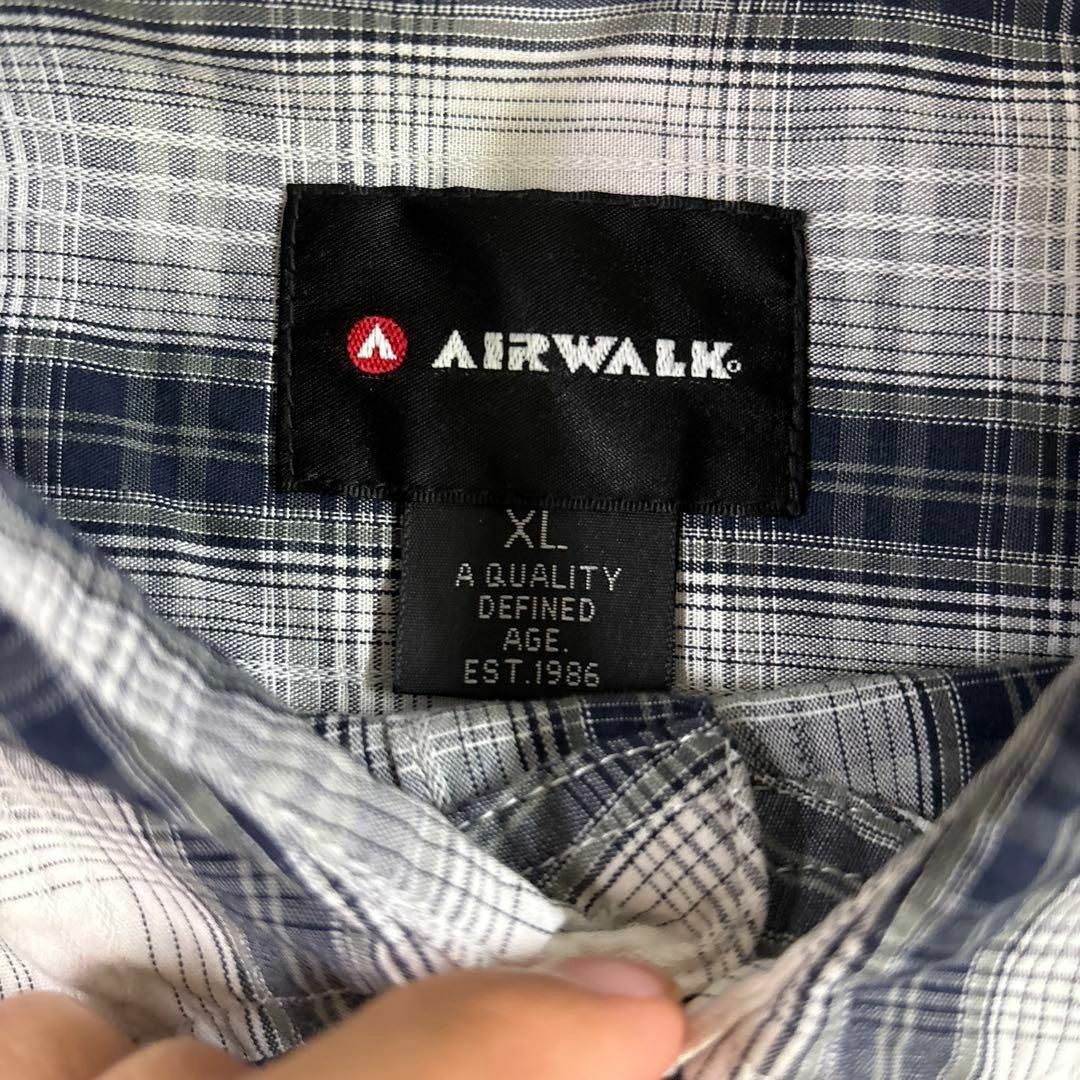 AIRWALK
XL
A QUALITY
DEFINED
AGE.
EST.1986